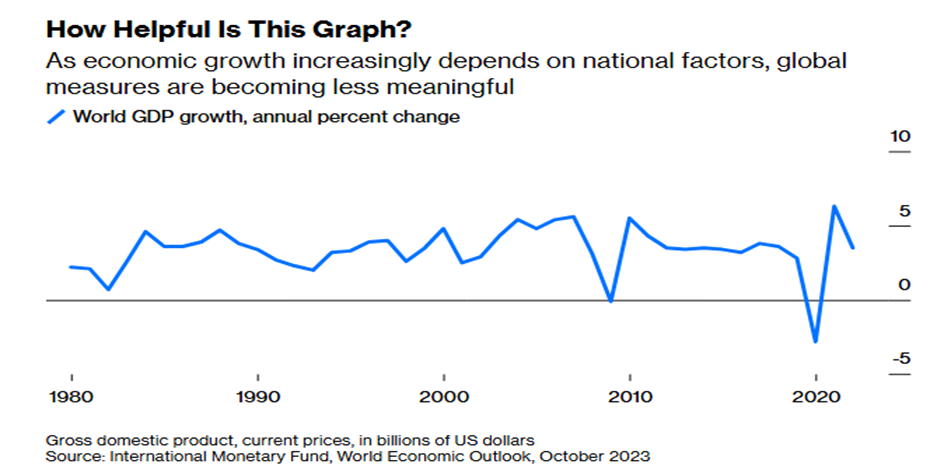 How Helpful Is This Graph?
As economic growth increasingly depends on national factors, global
measures are becoming less meaningful
World GDP growth, annual percent change
10
5
0
-5
1980 1990 2000 2010 2020
Gross domestic product, current prices, in billions of US dollars
Source: International Monetary Fund, World Economic Outlook, October 2023